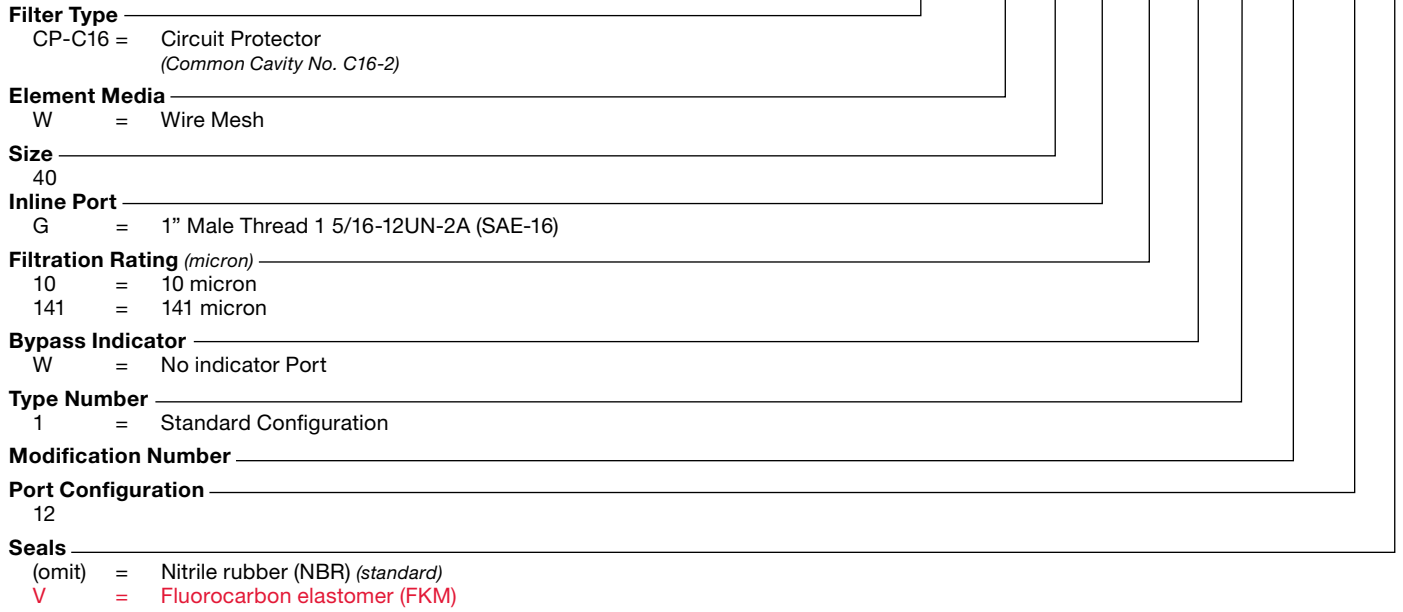 Filter Type
CP-C16 = Circuit Protector
(Common Cavity No. C16-2)
Element Media
W = Wire Mesh
Size
40
Inline Port
G = 1” Male Thread 1 5/16-12UN-2A (SAE-16)
Filtration Rating (micron)
10 = 10 micron
141 = 141 micron
Bypass Indicator
W = No indicator Port
Type Number
1 = Standard Configuration
Modification Number
Port Configuration
12
Seals
(omit) = Nitrile rubber (NBR) (standard)
V = Fluorocarbon elastomer (FKM)